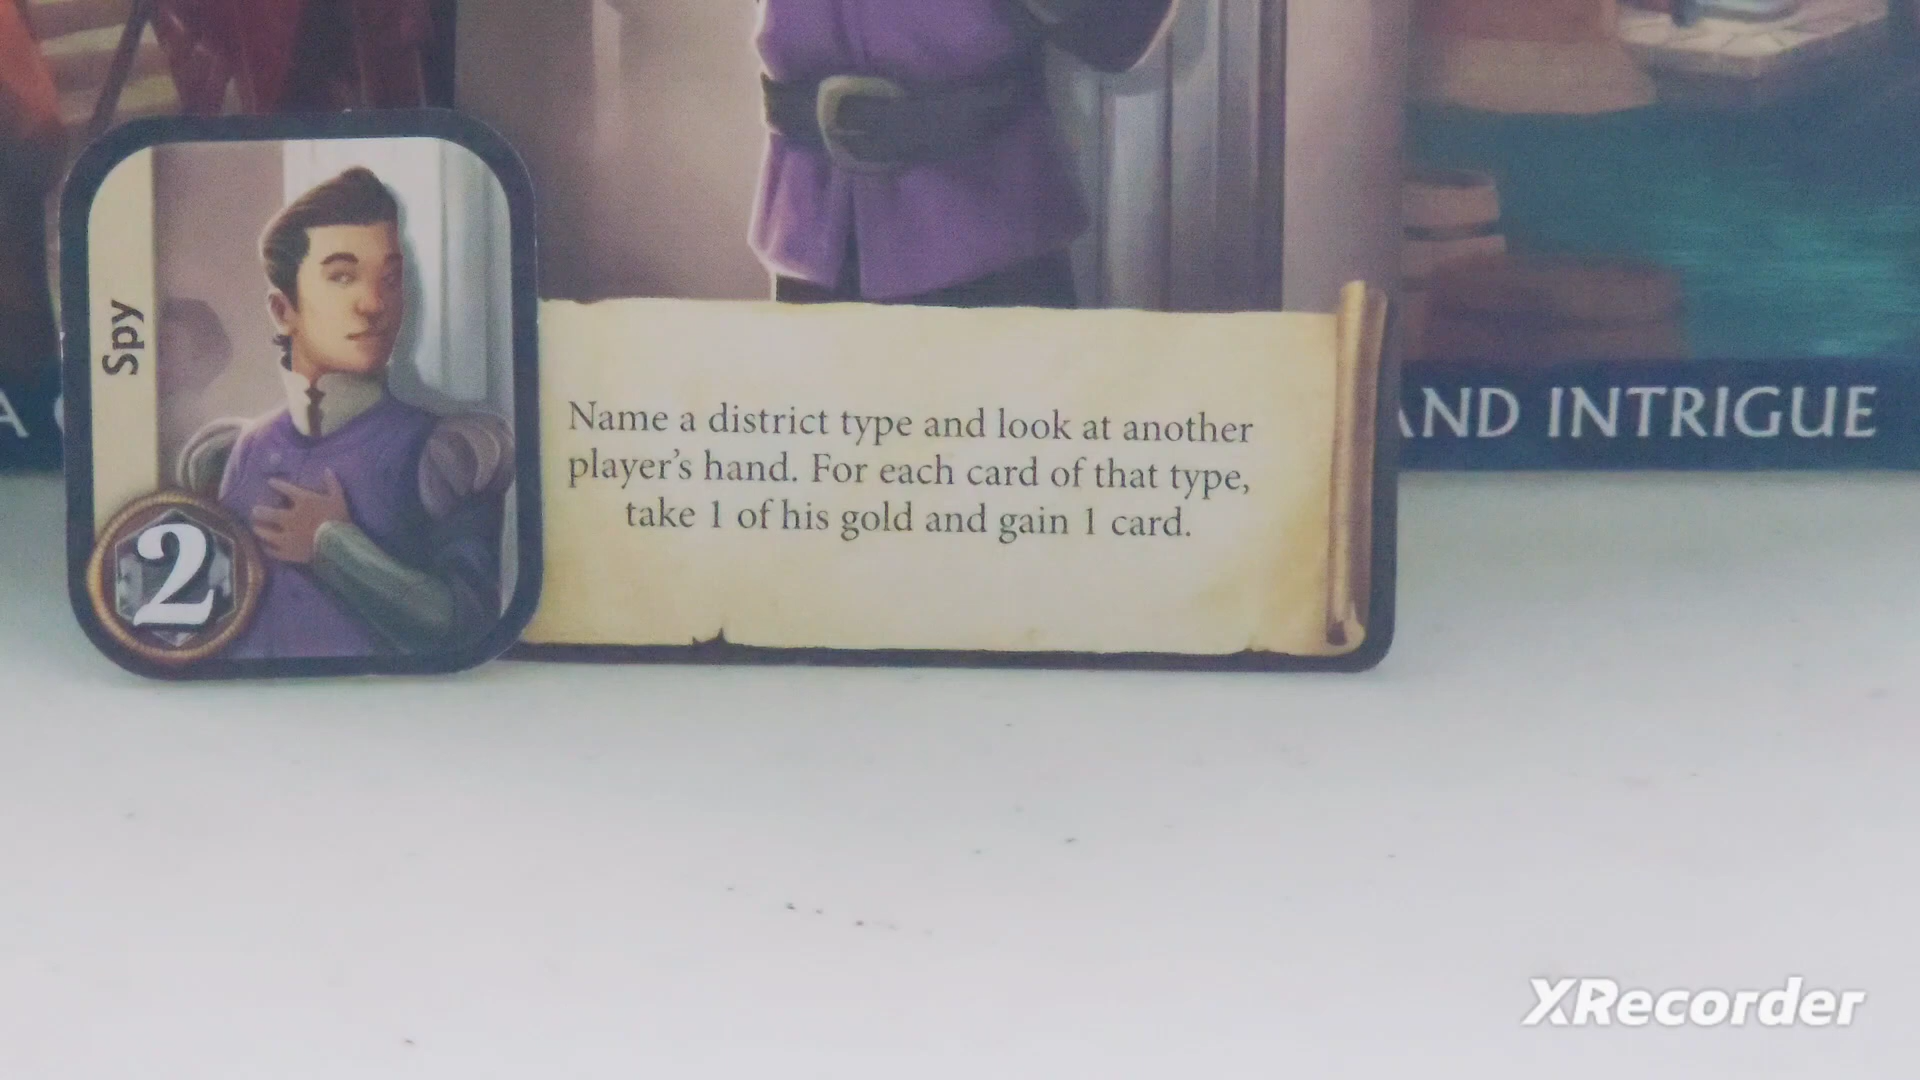 Spy
2
Name a district type and look at another
player's hand. For each card of that type,
take 1 of his gold and gain 1 card.
A
AND INTRIGUE
XRecorder